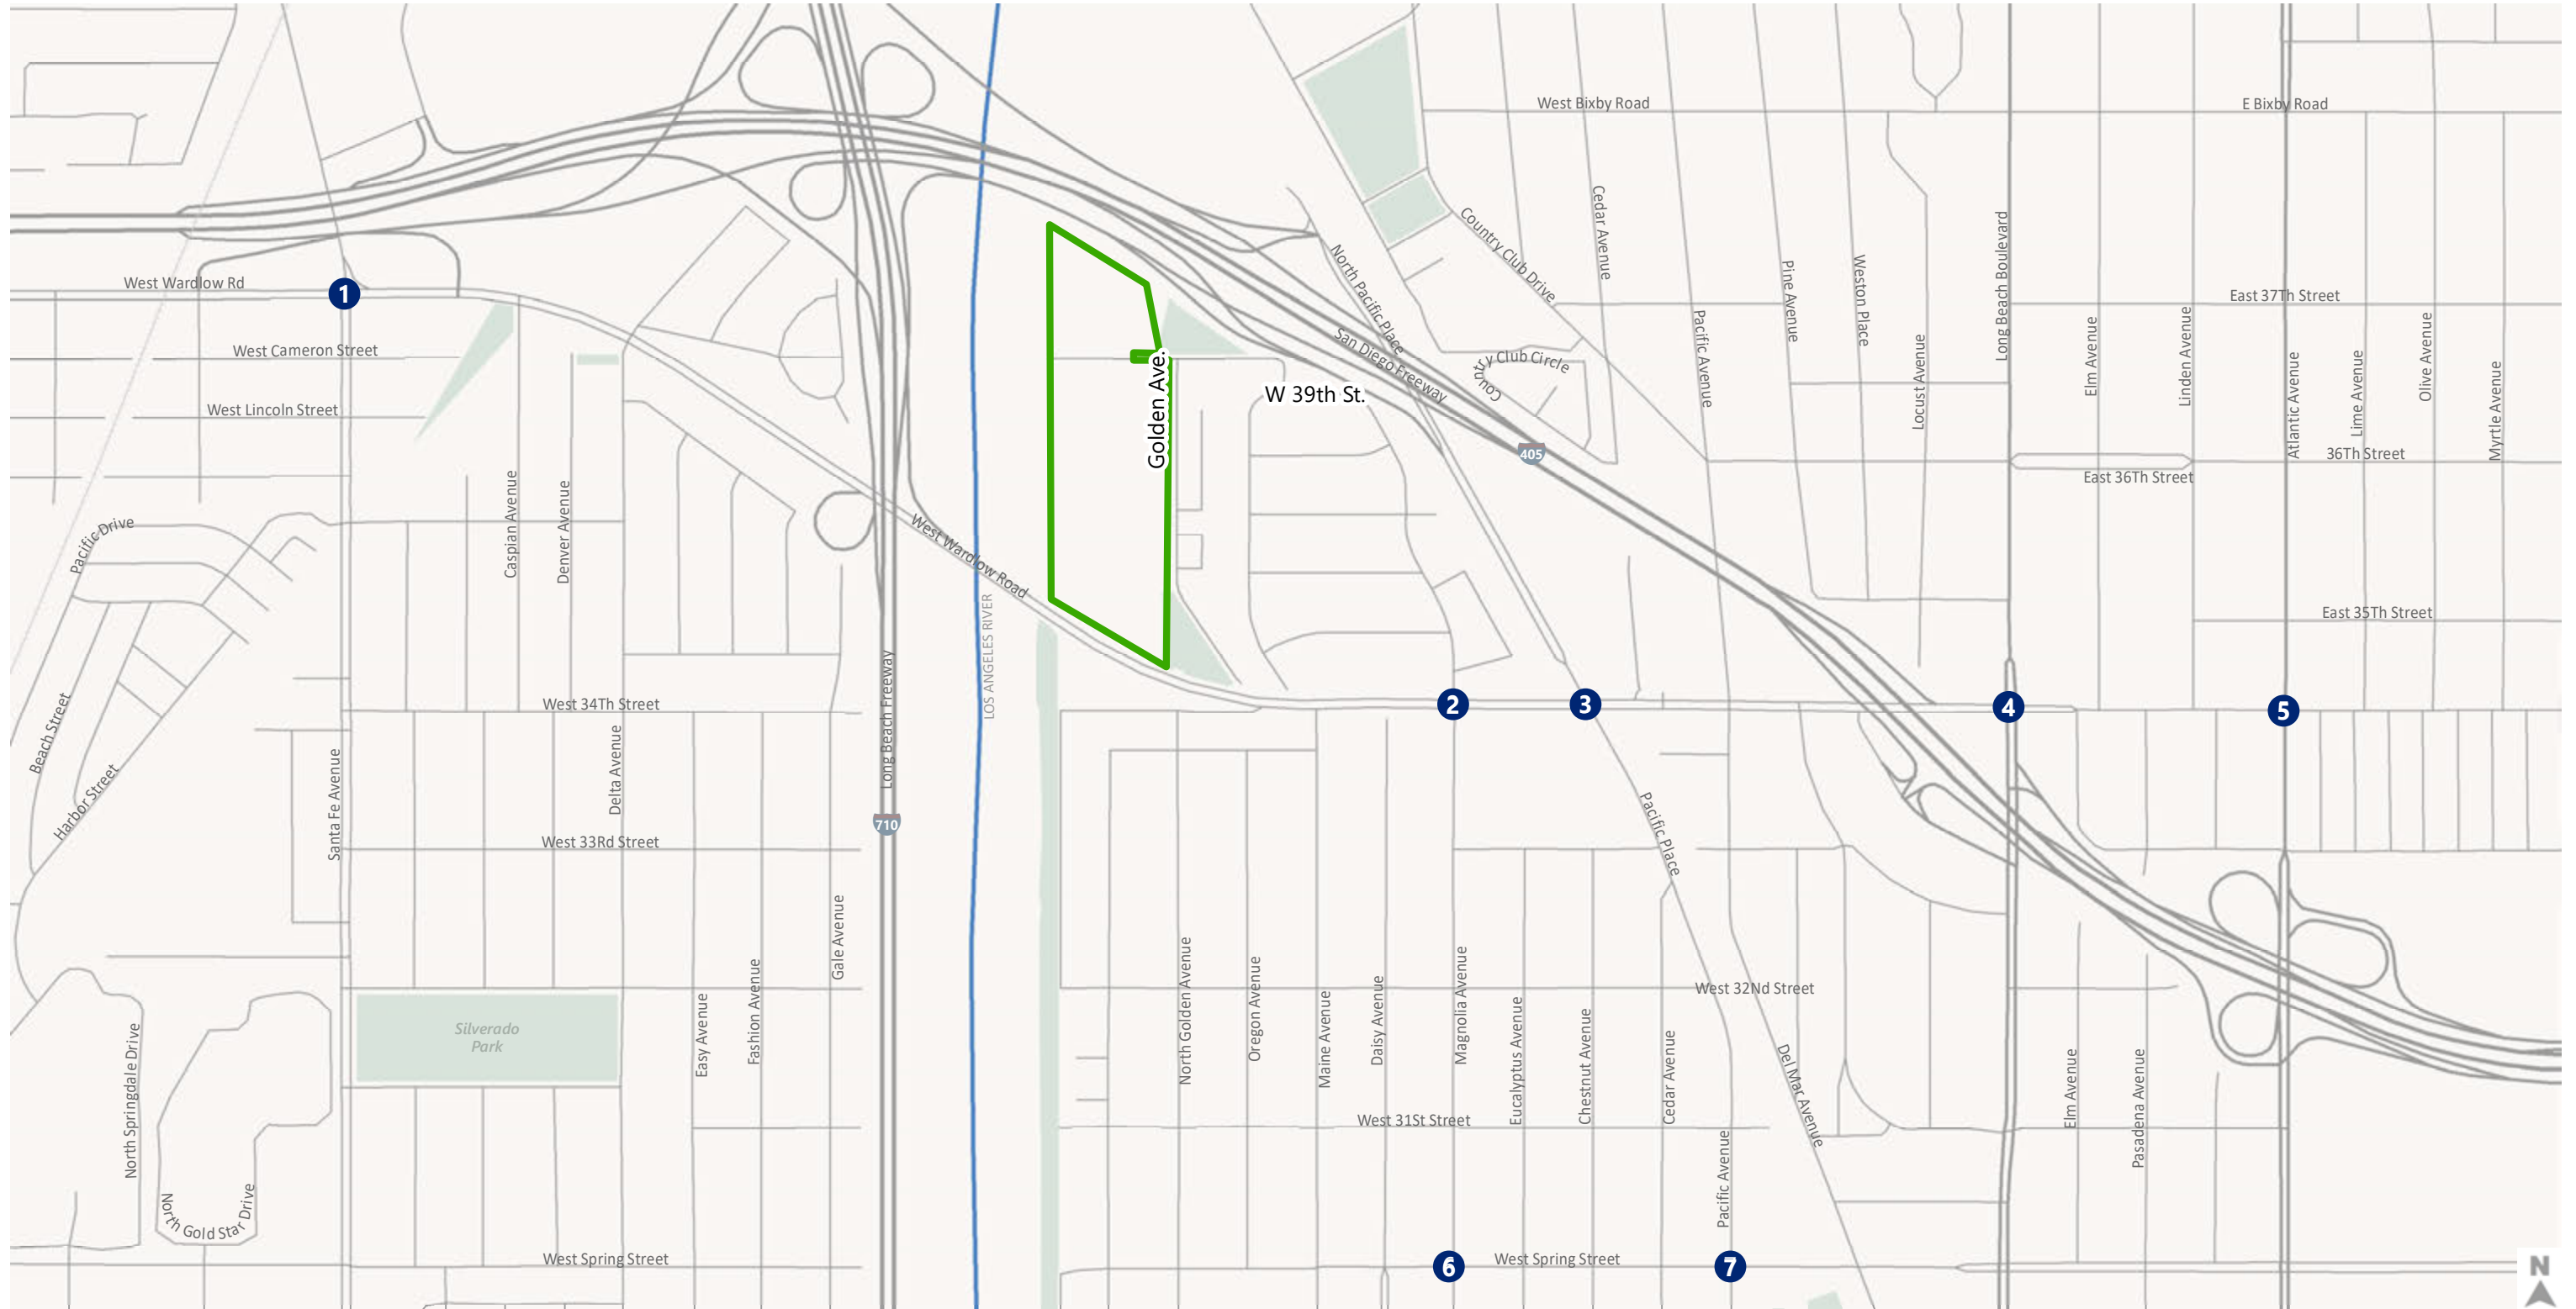 West Bixby Road
E Bixby Road
Cedar Avenue
Country Club Drive
North Pacific Place
Long Beach Boulevard
Pine Avenue
Weston Place
West Wardlow Rd
1
East 37Th Street
Pacific Avenue
Elm Avenue
Linden Avenue
Olive Avenue
West Cameron Street
San Diego Freeway
Country Club Circle
Locust Avenue
Atlantic Avenue
Lime Avenue
Myrtle Avenue
Golden Ave.
W 39th St.
West Lincoln Street
405
36Th Street
East 36Th Street
Pacific Drive
Caspian Avenue
Denver Avenue
West Wardlow Road
LOS ANGELES RIVER
East 35Th Street
Long Beach Freeway
West 34Th Street
2
3
4
5
Beach Street
Harbor Street
Santa Fe Avenue
Delta Avenue
710
Pacific Place
West 33Rd Street
Gale Avenue
West 32Nd Street
Silverado
Park
North Springdale Drive
Easy Avenue
Fashion Avenue
North Golden Avenue
Oregon Avenue
Maine Avenue
Daisy Avenue
Magnolia Avenue
Eucalyptus Avenue
Chestnut Avenue
Cedar Avenue
Del Mar Avenue
Elm Avenue
Pasadena Avenue
West 31St Street
Pacific Avenue
North Gold Star Drive
West Spring Street
6
West Spring Street
7
N